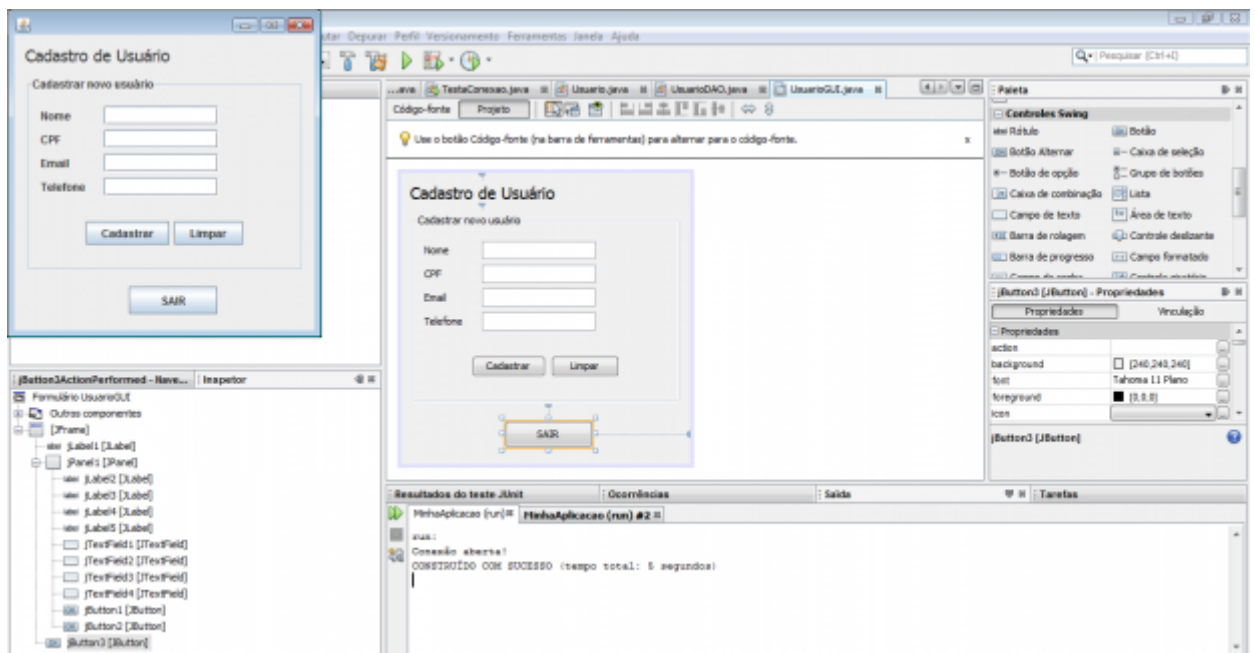 Cadastro de Usuário
Cadastrar novo usuário
Nome
CPF
Email
Telefone
Cadastrar Limpar
SAIR
utar Depurar Perfil Versionamento Ferramentas Janela Ajuda
Pesquisar (Ctrl+I)
...ava TestaConexao.java Usuario.java UsuarioDAO.java UsuarioGUI.java
Código-fonte Projeto
Use o botão Código-fonte (na barra de ferramentas) para alternar para o código-fonte.
Cadastro de Usuário
Cadastrar novo usuário
Nome
CPF
Email
Telefone
Cadastrar Limpar
SAIR
Paleta
Controles Swing
Rótulo Botão
Botão Alternar Caixa de seleção
Botão de opção Grupo de botões
Caixa de combinação Lista
Campo de texto Área de texto
Barra de rolagem Controle deslizante
Barra de progresso Campo formatado
jButton3 [JButton] - Propriedades
Propriedades Vinculação
Propriedades
action
background [240,240,240]
font Tahoma 11 Plano
foreground [0,0,0]
icon
jButton3 [JButton]
jButton3ActionPerformed - Nave... Inspetor
Formulário UsuarioGUI
Outros componentes
[JFrame]
jLabel1 [JLabel]
jPanel1 [JPanel]
jLabel2 [JLabel]
jLabel3 [JLabel]
jLabel4 [JLabel]
jLabel5 [JLabel]
jTextField1 [JTextField]
jTextField2 [JTextField]
jTextField3 [JTextField]
jTextField4 [JTextField]
jButton1 [JButton]
jButton2 [JButton]
jButton3 [JButton]
Resultados do teste JUnit Ocorrências Saída Tarefas
MinhaAplicacao (run) MinhaAplicacao (run) #2
run:
Conexão aberta!
CONSTRUÍDO COM SUCESSO (tempo total: 5 segundos)